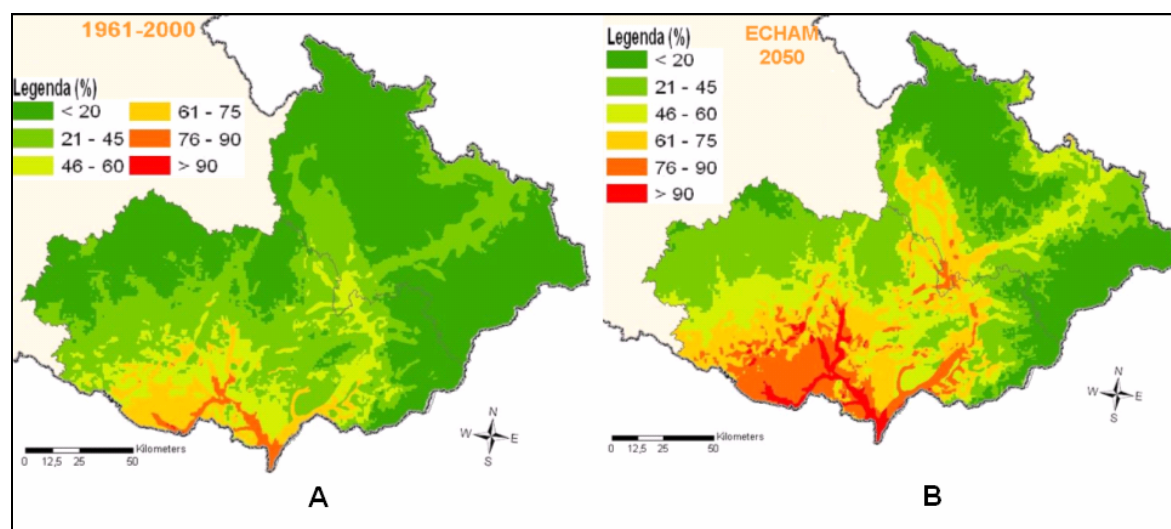 1961-2000
Legenda (%)
< 20
21 - 45
46 - 60
61 - 75
76 - 90
> 90
N
W E
S
Kilometers
0 12,5 25 50
A
Legenda (%)
< 20
21 - 45
46 - 60
61 - 75
76 - 90
> 90
ECHAM
2050
N
W E
S
Kilometers
0 12,5 25 50
B